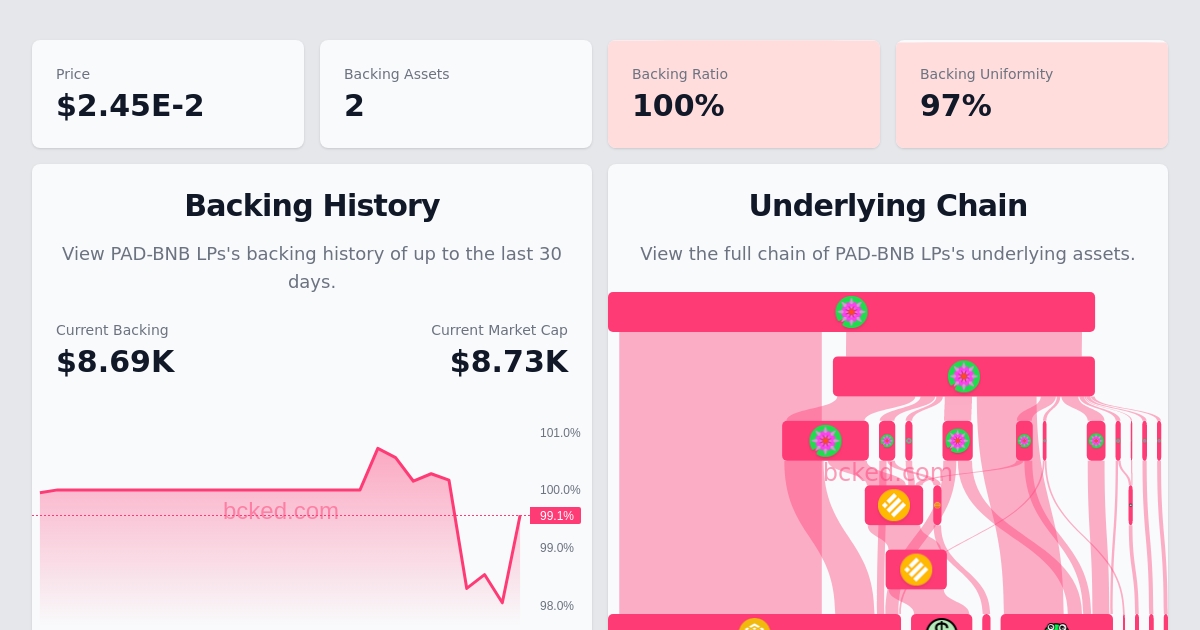 Price
$2.45E-2
Backing Assets
2
Backing Ratio
100%
Backing Uniformity
97%
Backing History
View PAD-BNB LPs's backing history of up to the last 30
days.
Current Backing
$8.69K
Current Market Cap
$8.73K
101.0%
100.0%
99.1%
99.0%
98.0%
bcked.com
Underlying Chain
View the full chain of PAD-BNB LPs's underlying assets.
bcked.com